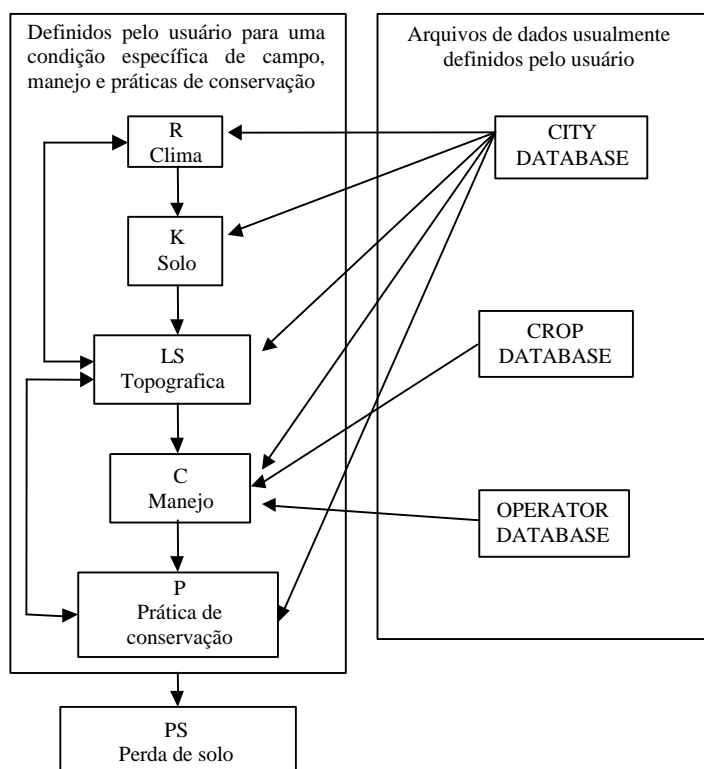 Definidos pelo usuário para uma
condição específica de campo,
manejo e práticas de conservação
R
Clima
K
Solo
LS
Topografica
C
Manejo
P
Prática de
conservação
PS
Perda de solo
Arquivos de dados usualmente
definidos pelo usuário
CITY
DATABASE
CROP
DATABASE
OPERATOR
DATABASE